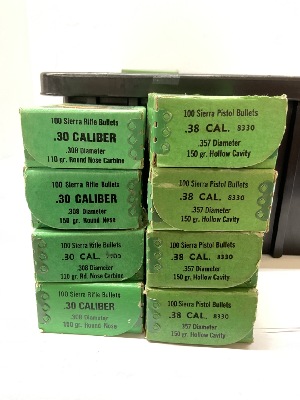 100 Sierra Rifle Bullets
.30 CALIBER
.308 Diameter
110 gr. Round Nose Carbine
100 Sierra Rifle Bullets
.30 CALIBER
.308 Diameter
150 gr. Round Nose
100 Sierra Rifle Bullets
.30 CAL.
.308 Diameter
110 gr. Rd. Nose Carbine
100 Sierra Rifle Bullets
.30 CALIBER
.308 Diameter
gr. Round Nose
100 Sierra Pistol Bullets
.38 CAL. 8330
.357 Diameter
150 gr. Hollow Cavity
100 Sierra Pistol Bullets
.38 CAL. 8330
.357 Diameter
150 gr. Hollow Cavity
100 Sierra Pistol Bullets
.38 CAL. 8330
.357 Diameter
150 gr. Hollow Cavity
100 Sierra Pistol Bullets
.38 CAL. 8330
.357 Diameter
150 gr. Hollow Cavity